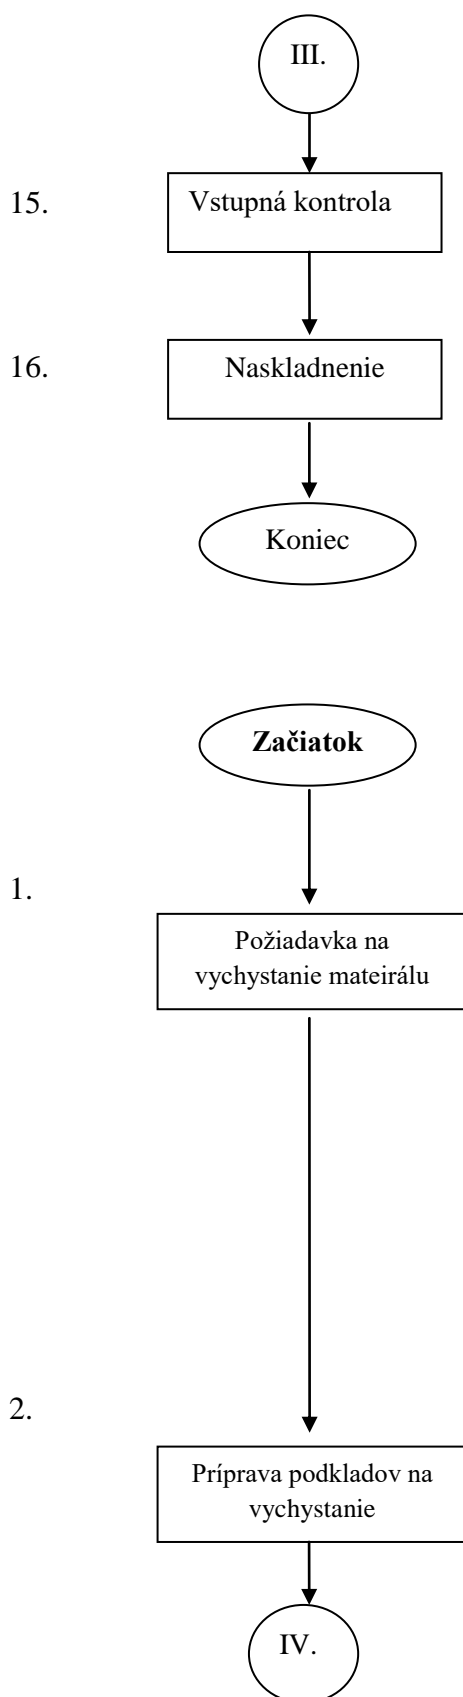 III.
15.
Vstupná kontrola
16.
Naskladnenie
Koniec
Začiatok
1.
Požiadavka na
vychystanie mateirálu
2.
Príprava podkladov na
vychystanie
IV.